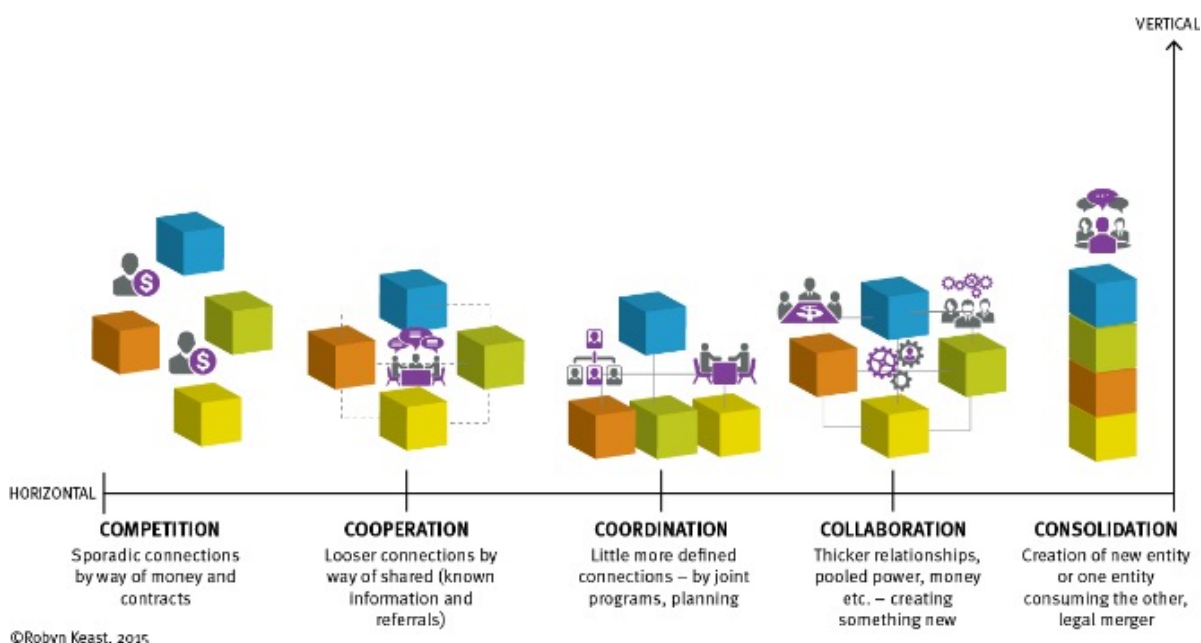 VERTICAL
HORIZONTAL
COMPETITION
Sporadic connections
by way of money and
contracts
COOPERATION
Looser connections by
way of shared (known
information and
referrals)
COORDINATION
Little more defined
connections – by joint
programs, planning
COLLABORATION
Thicker relationships,
pooled power, money
etc. – creating
something new
CONSOLIDATION
Creation of new entity
or one entity
consuming the other,
legal merger
©Robyn Keast, 2015